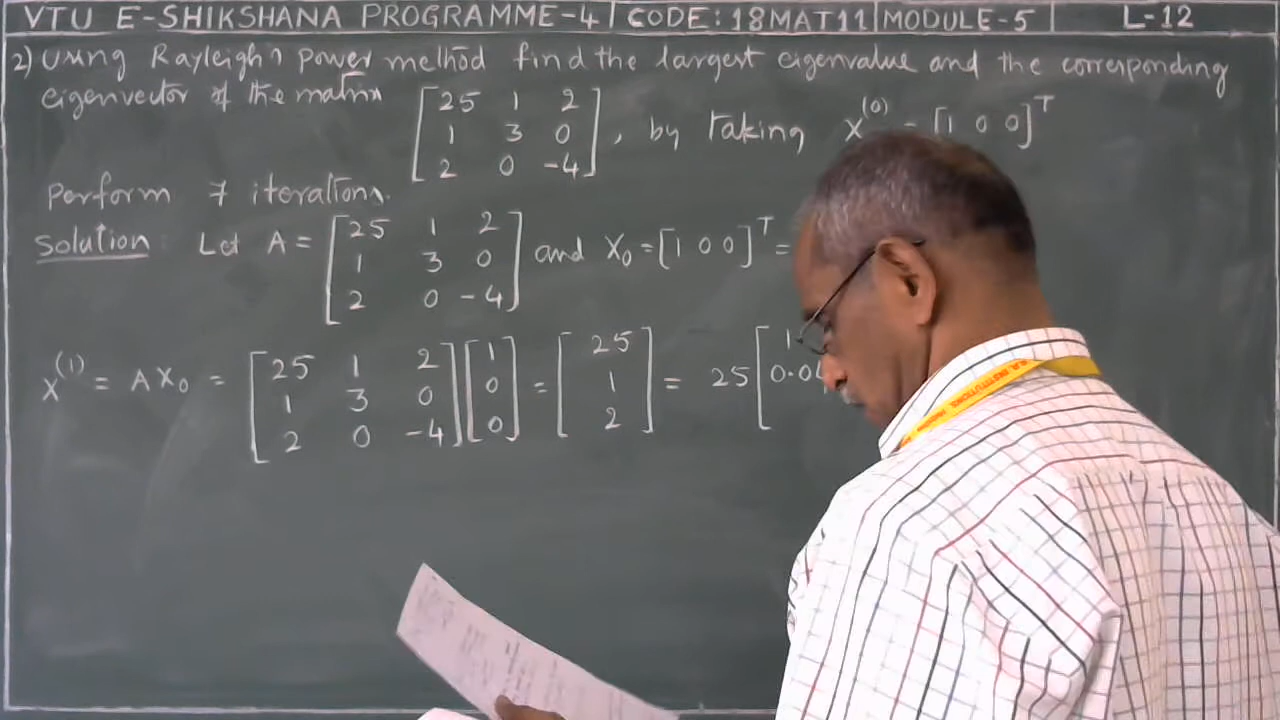 VTU E-SHIKSHANA PROGRAMME-4 | CODE: 18MAT11 | MODULE-5 | L-12
2) Using Rayleigh's power method find the largest eigenvalue and the corresponding
eigenvector of the matrix [25 1 2; 1 3 0; 2 0 -4], by taking X^(0) = [1 0 0]^T
Perform 7 iterations.
Solution: Let A = [25 1 2; 1 3 0; 2 0 -4] and X₀ = [1 0 0]^T =
X^(1) = AX₀ = [25 1 2; 1 3 0; 2 0 -4] [1; 0; 0] = [25; 1; 2] = 25 [1; 0.0